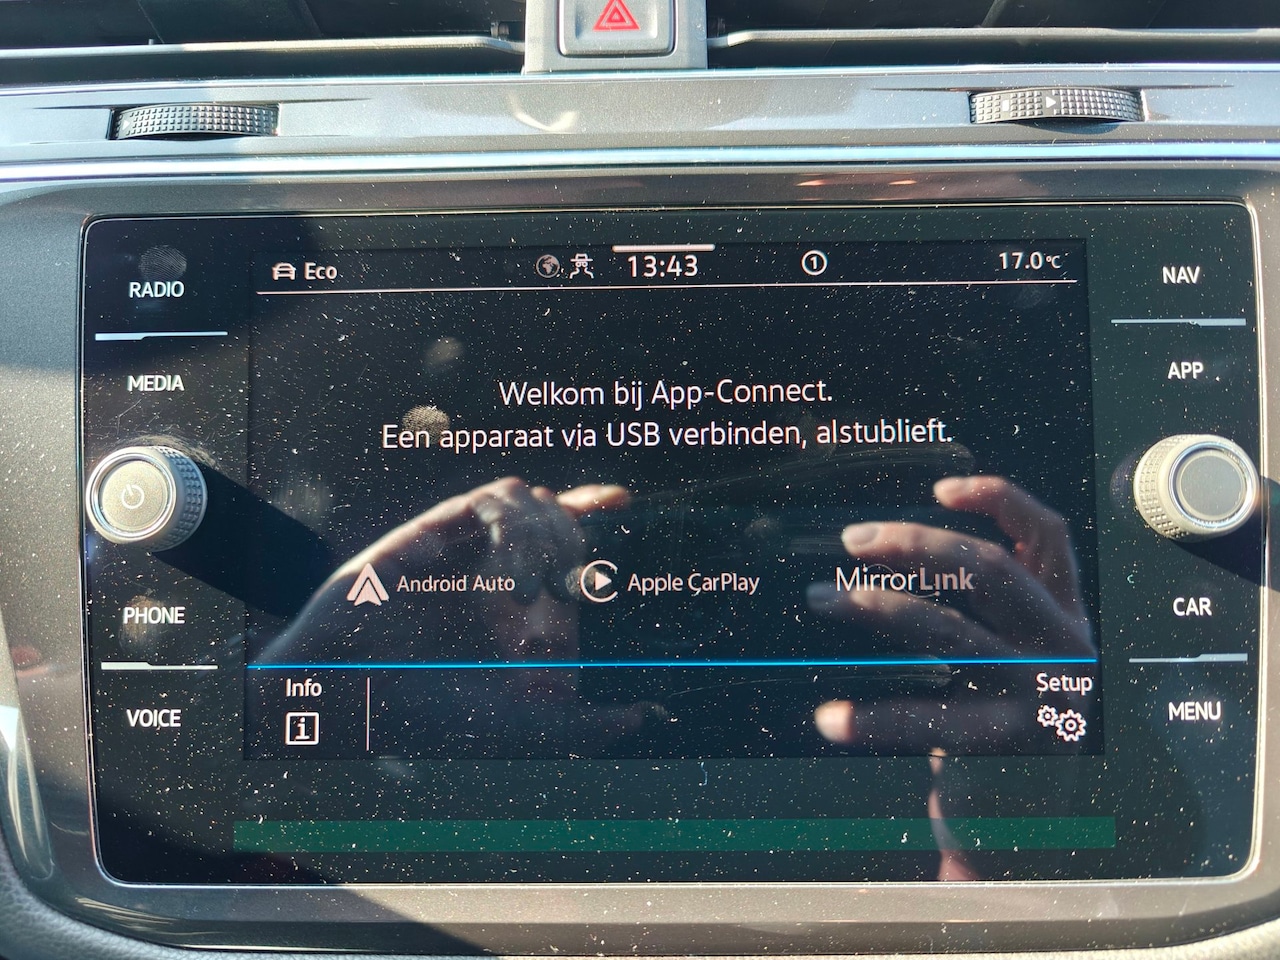 Eco
13:43
1
17.0°C
RADIO
MEDIA
PHONE
VOICE
Welkom bij App-Connect.
Een apparaat via USB verbinden, alstublieft.
Android Auto
Apple CarPlay
MirrorLink
Info
i
Setup
NAV
APP
CAR
MENU